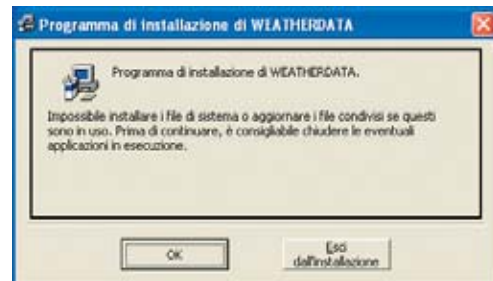 Programma di installazione di WEATHERDATA
Programma di installazione di WEATHERDATA.
Impossibile installare i file di sistema o aggiornare i file condivisi se questi
sono in uso. Prima di continuare, è consigliabile chiudere le eventuali
applicazioni in esecuzione.
OK
Esci
dall'installazione